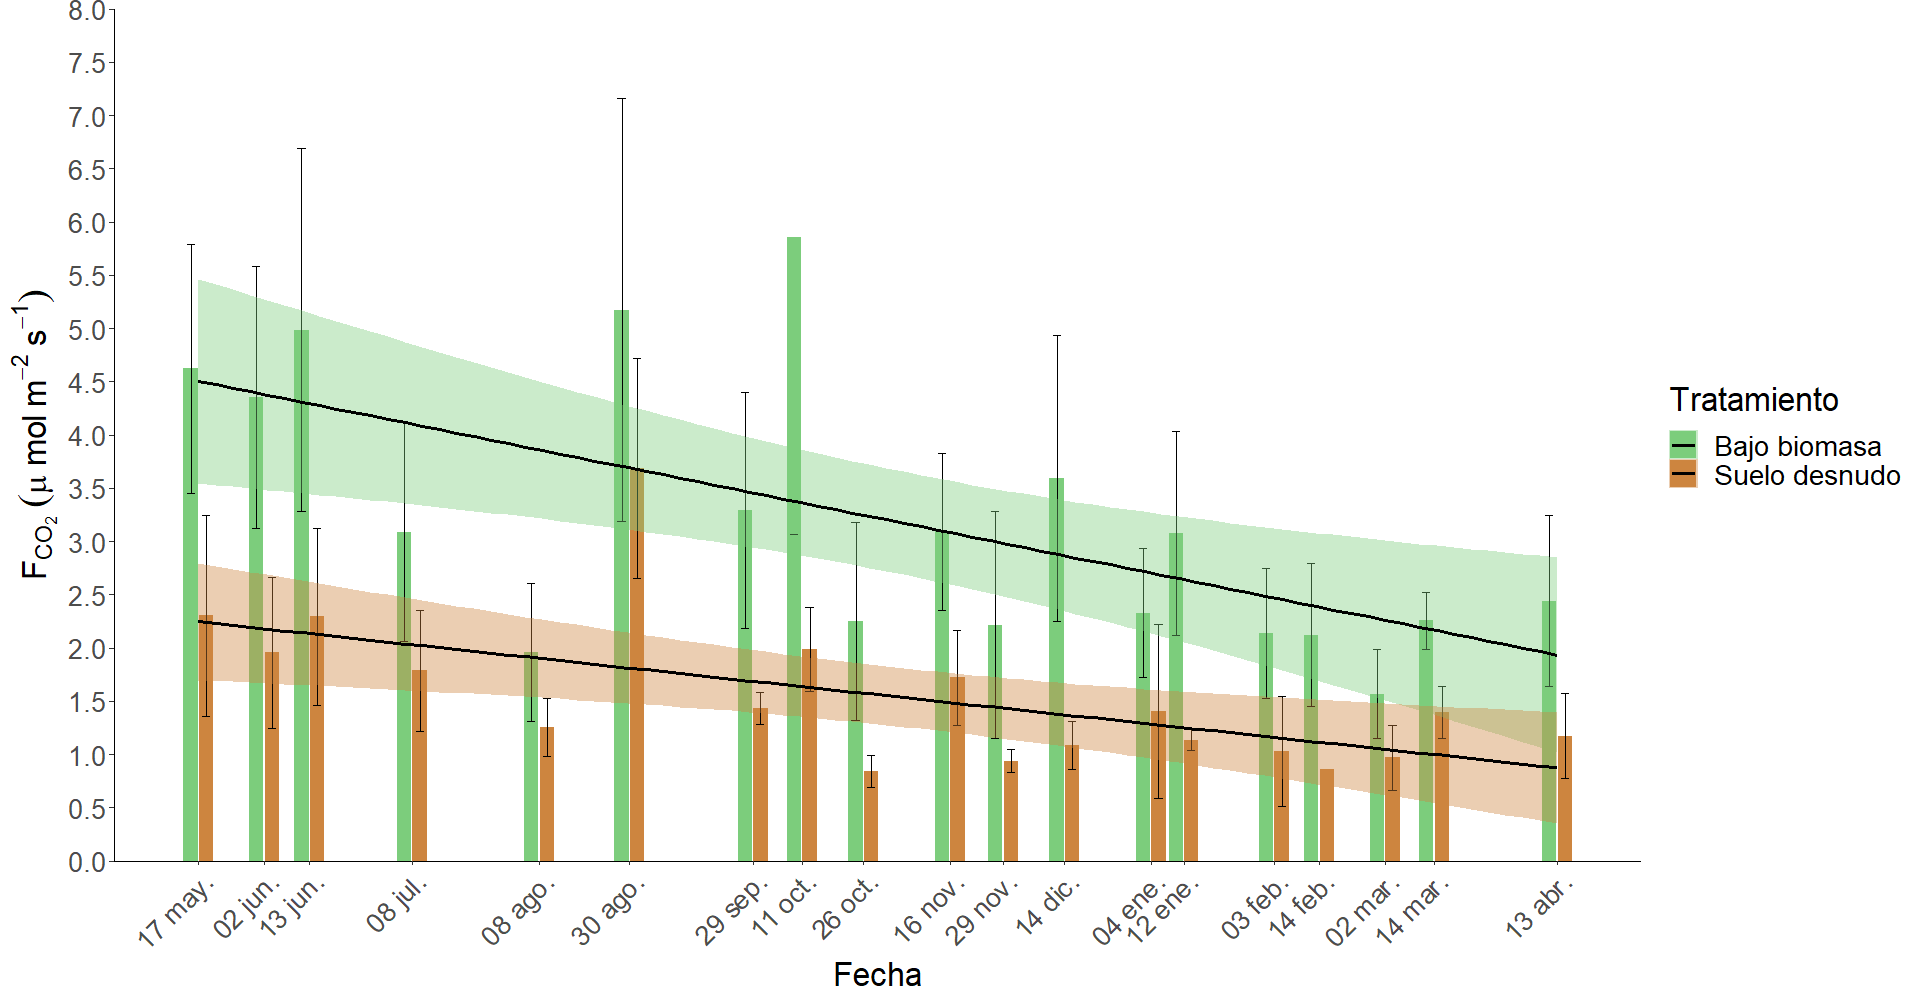 8.0
7.5
7.0
6.5
6.0
5.5
5.0
4.5
4.0
3.5
3.0
2.5
2.0
1.5
1.0
0.5
0.0
F_CO₂ (μ mol m⁻² s⁻¹)
17 may.
02 jun.
13 jun.
08 jul.
08 ago.
30 ago.
29 sep.
11 oct.
26 oct.
16 nov.
29 nov.
14 dic.
04 ene.
12 ene.
03 feb.
14 feb.
02 mar.
14 mar.
13 abr.
Fecha
Tratamiento
Bajo biomasa
Suelo desnudo